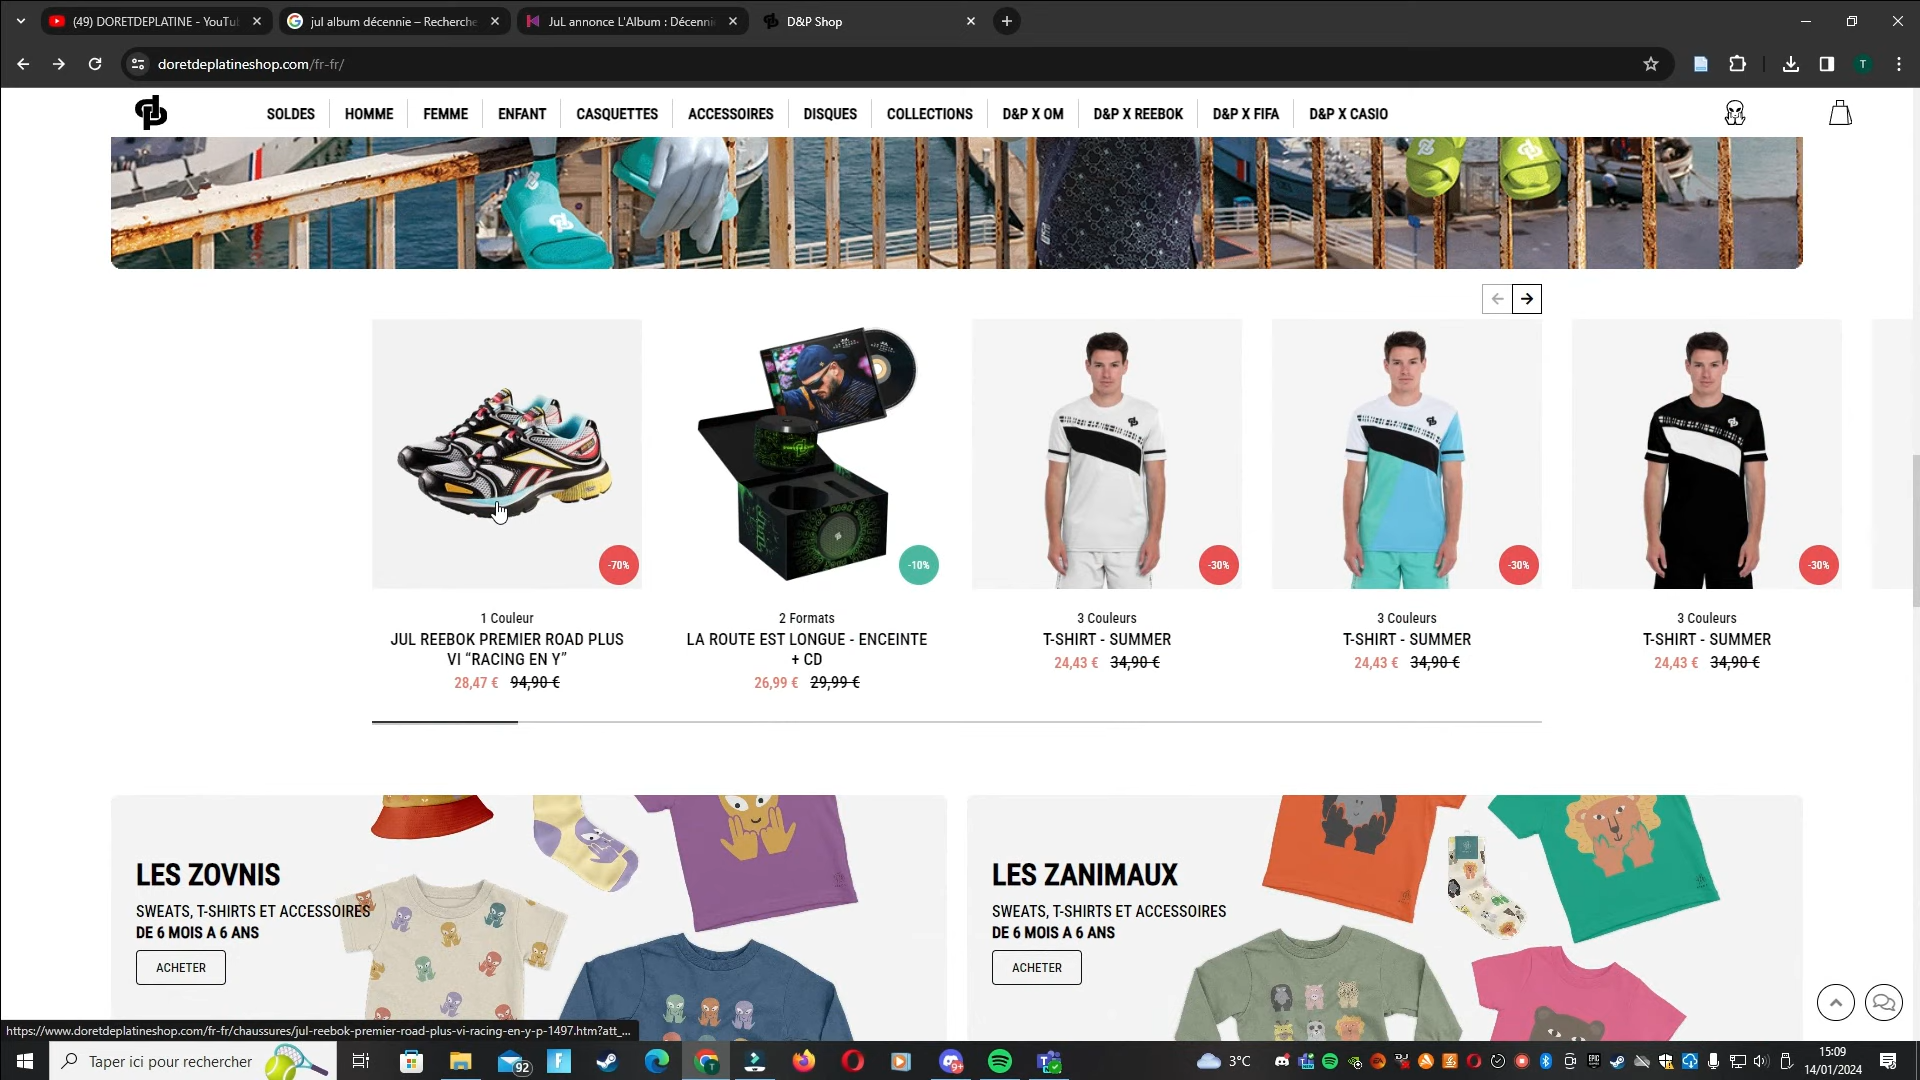 (49) DORETDEPLATINE - YouTu
jul album décennie – Recherche
JuL annonce L'Album : Décenni
D&P Shop
doretdeplatineshop.com/fr-fr/
T
SOLDES
HOMME
FEMME
ENFANT
CASQUETTES
ACCESSOIRES
DISQUES
COLLECTIONS
D&P X OM
D&P X REEBOK
D&P X FIFA
D&P X CASIO
-70%
-10%
-30%
-30%
-30%
1 Couleur
JUL REEBOK PREMIER ROAD PLUS
VI “RACING EN Y”
28,47 € 94,90 €
2 Formats
LA ROUTE EST LONGUE - ENCEINTE
+ CD
26,99 € 29,99 €
3 Couleurs
T-SHIRT - SUMMER
24,43 € 34,90 €
3 Couleurs
T-SHIRT - SUMMER
24,43 € 34,90 €
3 Couleurs
T-SHIRT - SUMMER
24,43 € 34,90 €
LES ZOVNIS
SWEATS, T-SHIRTS ET ACCESSOIRES
DE 6 MOIS A 6 ANS
ACHETER
LES ZANIMAUX
SWEATS, T-SHIRTS ET ACCESSOIRES
DE 6 MOIS A 6 ANS
ACHETER
https://www.doretdeplatineshop.com/fr-fr/chaussures/jul-reebok-premier-road-plus-vi-racing-en-y-p-1497.htm?att_...
Taper ici pour rechercher
92
9+
3°C
15:09
14/01/2024